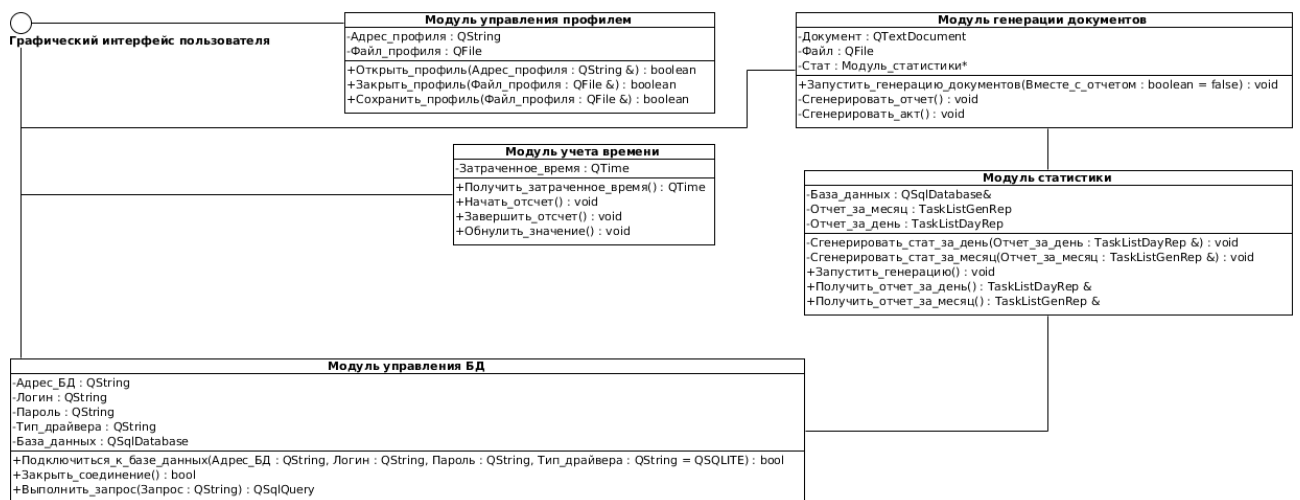 Графический интерфейс пользователя
Модуль управления профилем
-Адрес_профиля : QString
-Файл_профиля : QFile
+Открыть_профиль(Адрес_профиля : QString &) : boolean
+Закрыть_профиль(Файл_профиля : QFile &) : boolean
+Сохранить_профиль(Файл_профиля : QFile &) : boolean
Модуль генерации документов
-Документ : QTextDocument
-Файл : QFile
-Стат : Модуль_статистики*
+Запустить_генерацию_документов(Вместе_с_отчетом : boolean = false) : void
-Сгенерировать_отчет() : void
-Сгенерировать_акт() : void
Модуль учета времени
-Затраченное_время : QTime
+Получить_затраченное_время() : QTime
+Начать_отсчет() : void
+Завершить_отсчет() : void
+Обнулить_значение() : void
Модуль статистики
-База_данных : QSqlDatabase&
-Отчет_за_месяц : TaskListGenRep
-Отчет_за_день : TaskListDayRep
-Сгенерировать_стат_за_день(Отчет_за_день : TaskListDayRep &) : void
-Сгенерировать_стат_за_месяц(Отчет_за_месяц : TaskListGenRep &) : void
+Запустить_генерацию() : void
+Получить_отчет_за_день() : TaskListDayRep &
+Получить_отчет_за_месяц() : TaskListGenRep &
Модуль управления БД
-Адрес_БД : QString
-Логин : QString
-Пароль : QString
-Тип_драйвера : QString
-База_данных : QSqlDatabase
+Подключиться_к_базе_данных(Адрес_БД : QString, Логин : QString, Пароль : QString, Тип_драйвера : QString = QSQLITE) : bool
+Закрыть_соединение() : bool
+Выполнить_запрос(Запрос : QString) : QSqlQuery